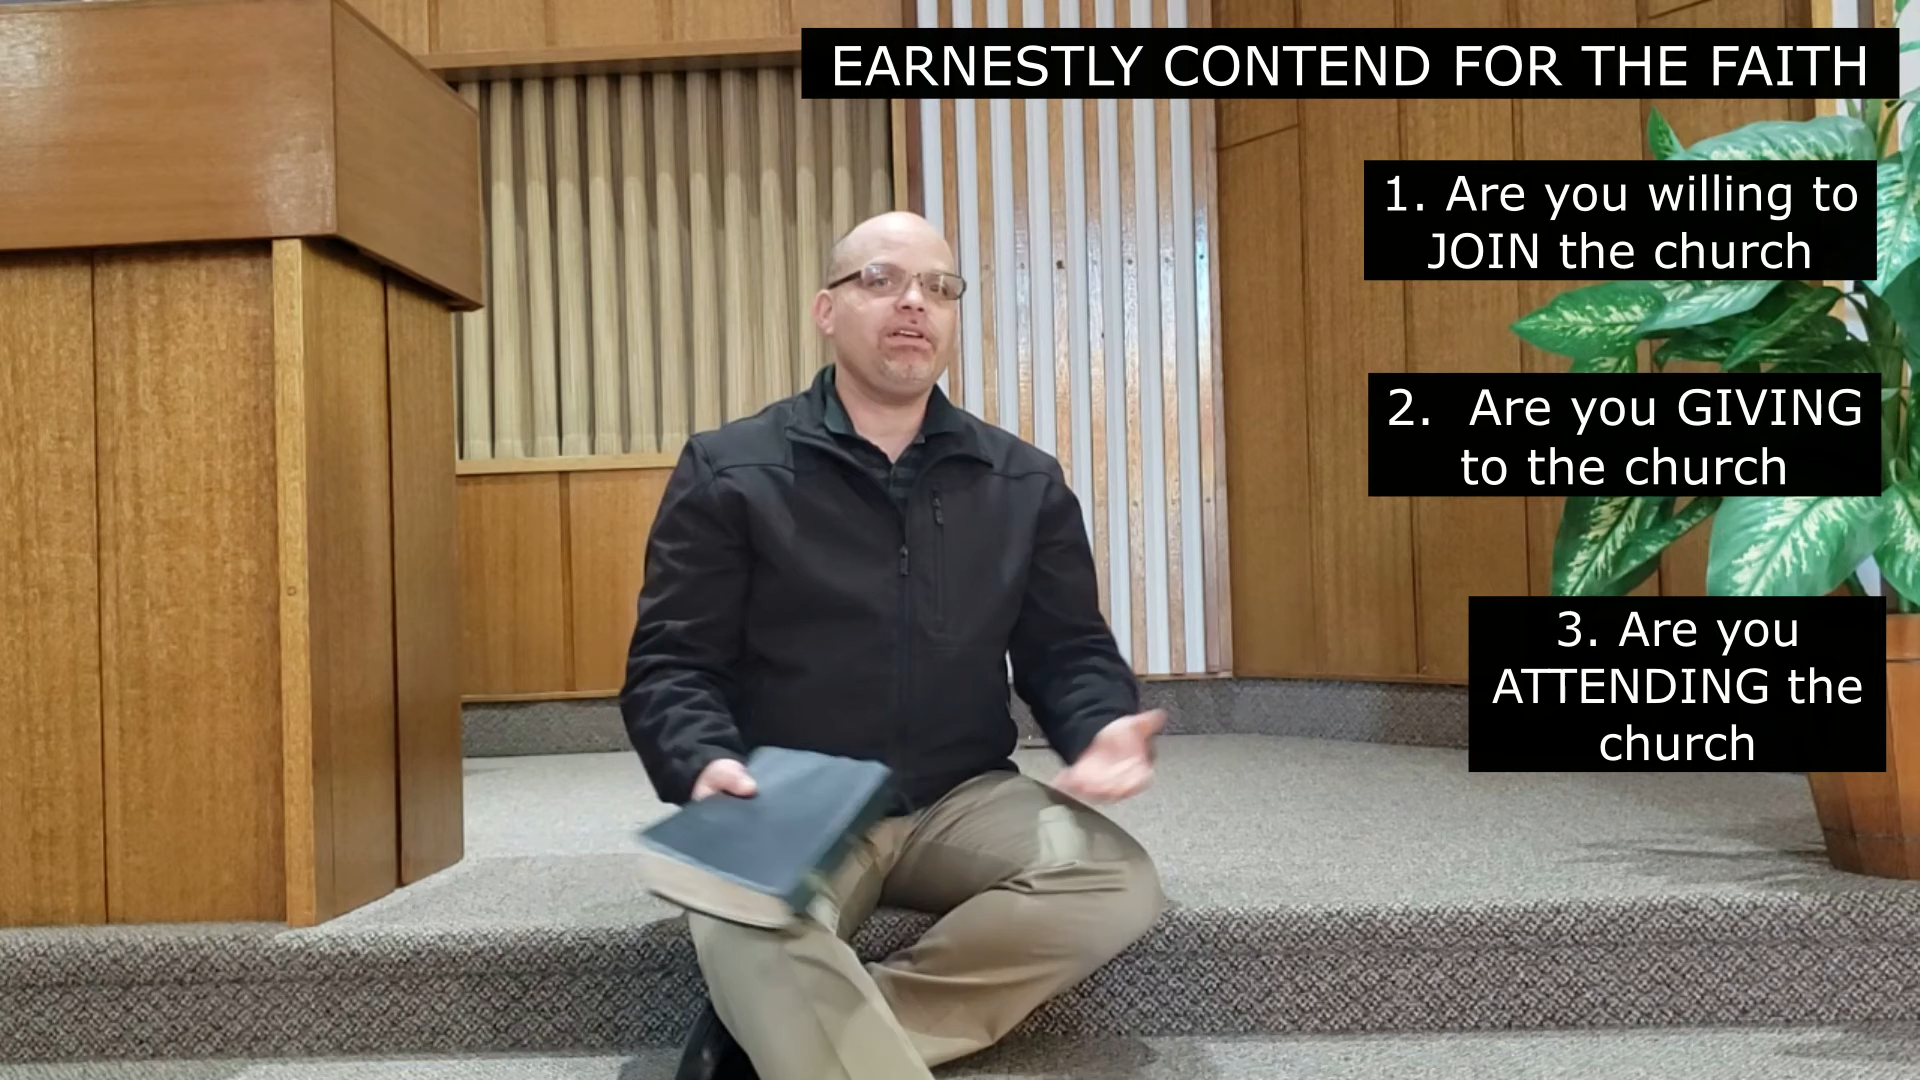 EARNESTLY CONTEND FOR THE FAITH
1. Are you willing to
JOIN the church
2.  Are you GIVING
to the church
3. Are you
ATTENDING the
church